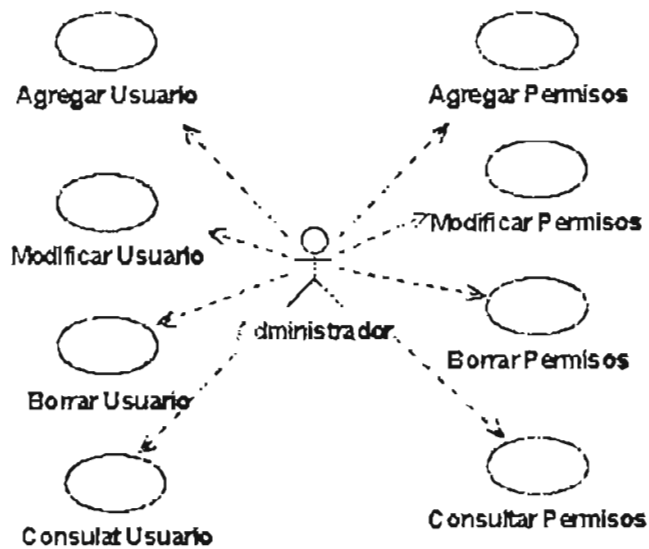 Agregar Usuario
Agregar Permisos
Modificar Usuario
Modificar Permisos
dministrador
Borrar Usuario
Borrar Permisos
Consulat Usuario
Consultar Permisos